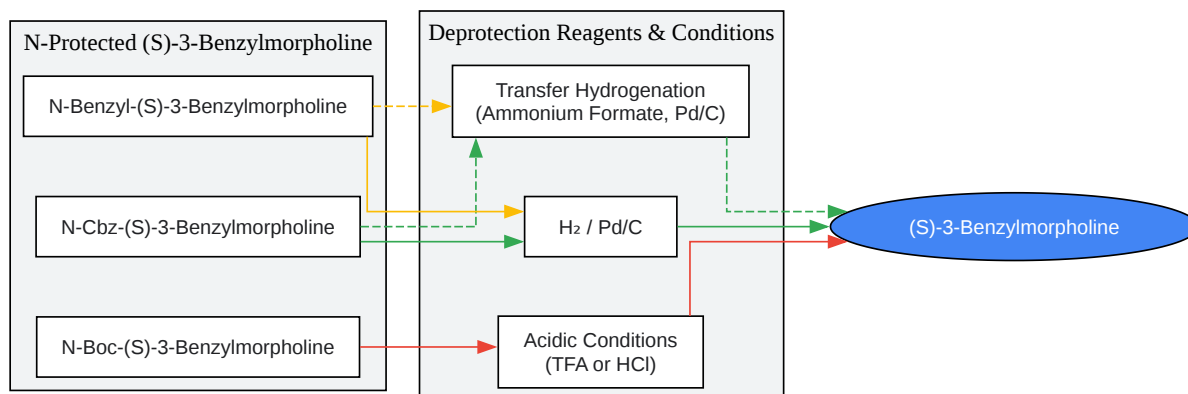 N-Protected (S)-3-Benzylmorpholine
N-Benzyl-(S)-3-Benzylmorpholine
N-Cbz-(S)-3-Benzylmorpholine
N-Boc-(S)-3-Benzylmorpholine
Deprotection Reagents & Conditions
Transfer Hydrogenation
(Ammonium Formate, Pd/C)
H₂ / Pd/C
Acidic Conditions
(TFA or HCl)
(S)-3-Benzylmorpholine